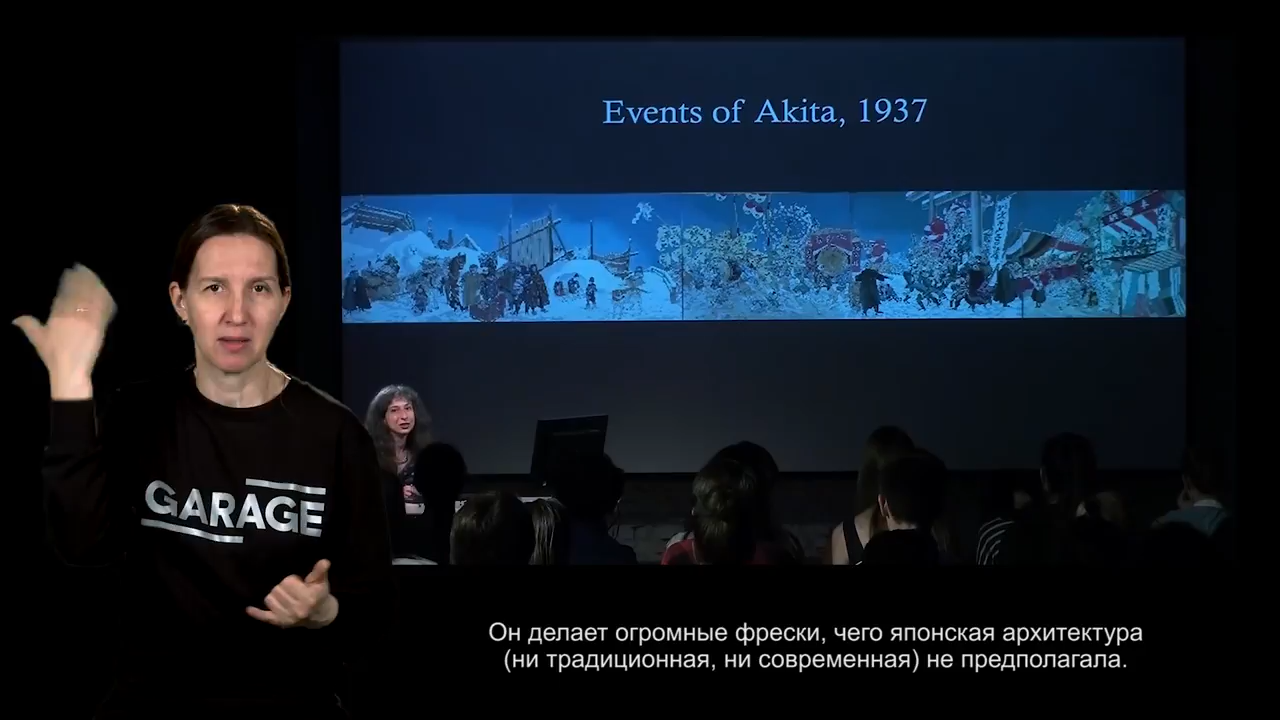 Events of Akita, 1937
GARAGE
Он делает огромные фрески, чего японская архитектура
(ни традиционная, ни современная) не предполагала.